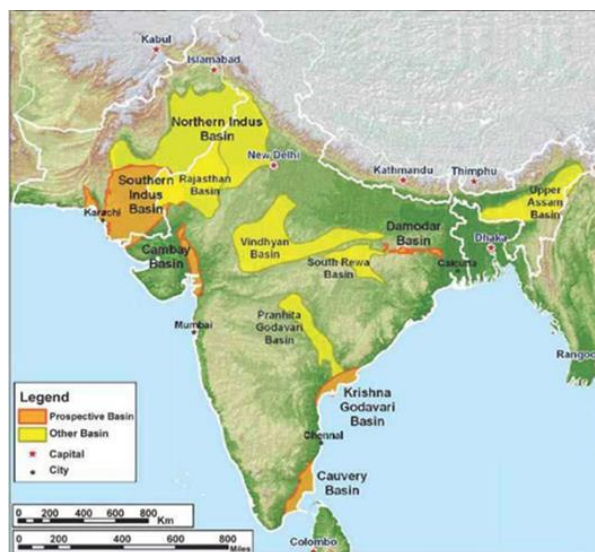 Kabul
Islamabad
Northern Indus
Basin
New Delhi
Southern
Indus
Basin
Rajasthan
Basin
Kathmandu
Thimphu
Upper
Assam
Basin
Karachi
Cambay
Basin
Vindhyan
Basin
Damodar
Basin
Dhaka
South Rewa
Basin
Calcutta
Pranhita
Godavari
Basin
Mumbai
Rangoo
Krishna
Godavari
Basin
Chennai
Cauvery
Basin
Colombo
Legend
Prospective Basin
Other Basin
Capital
City
0 100 200 400 600 800
Km
0 100 200 400 600 800
Miles